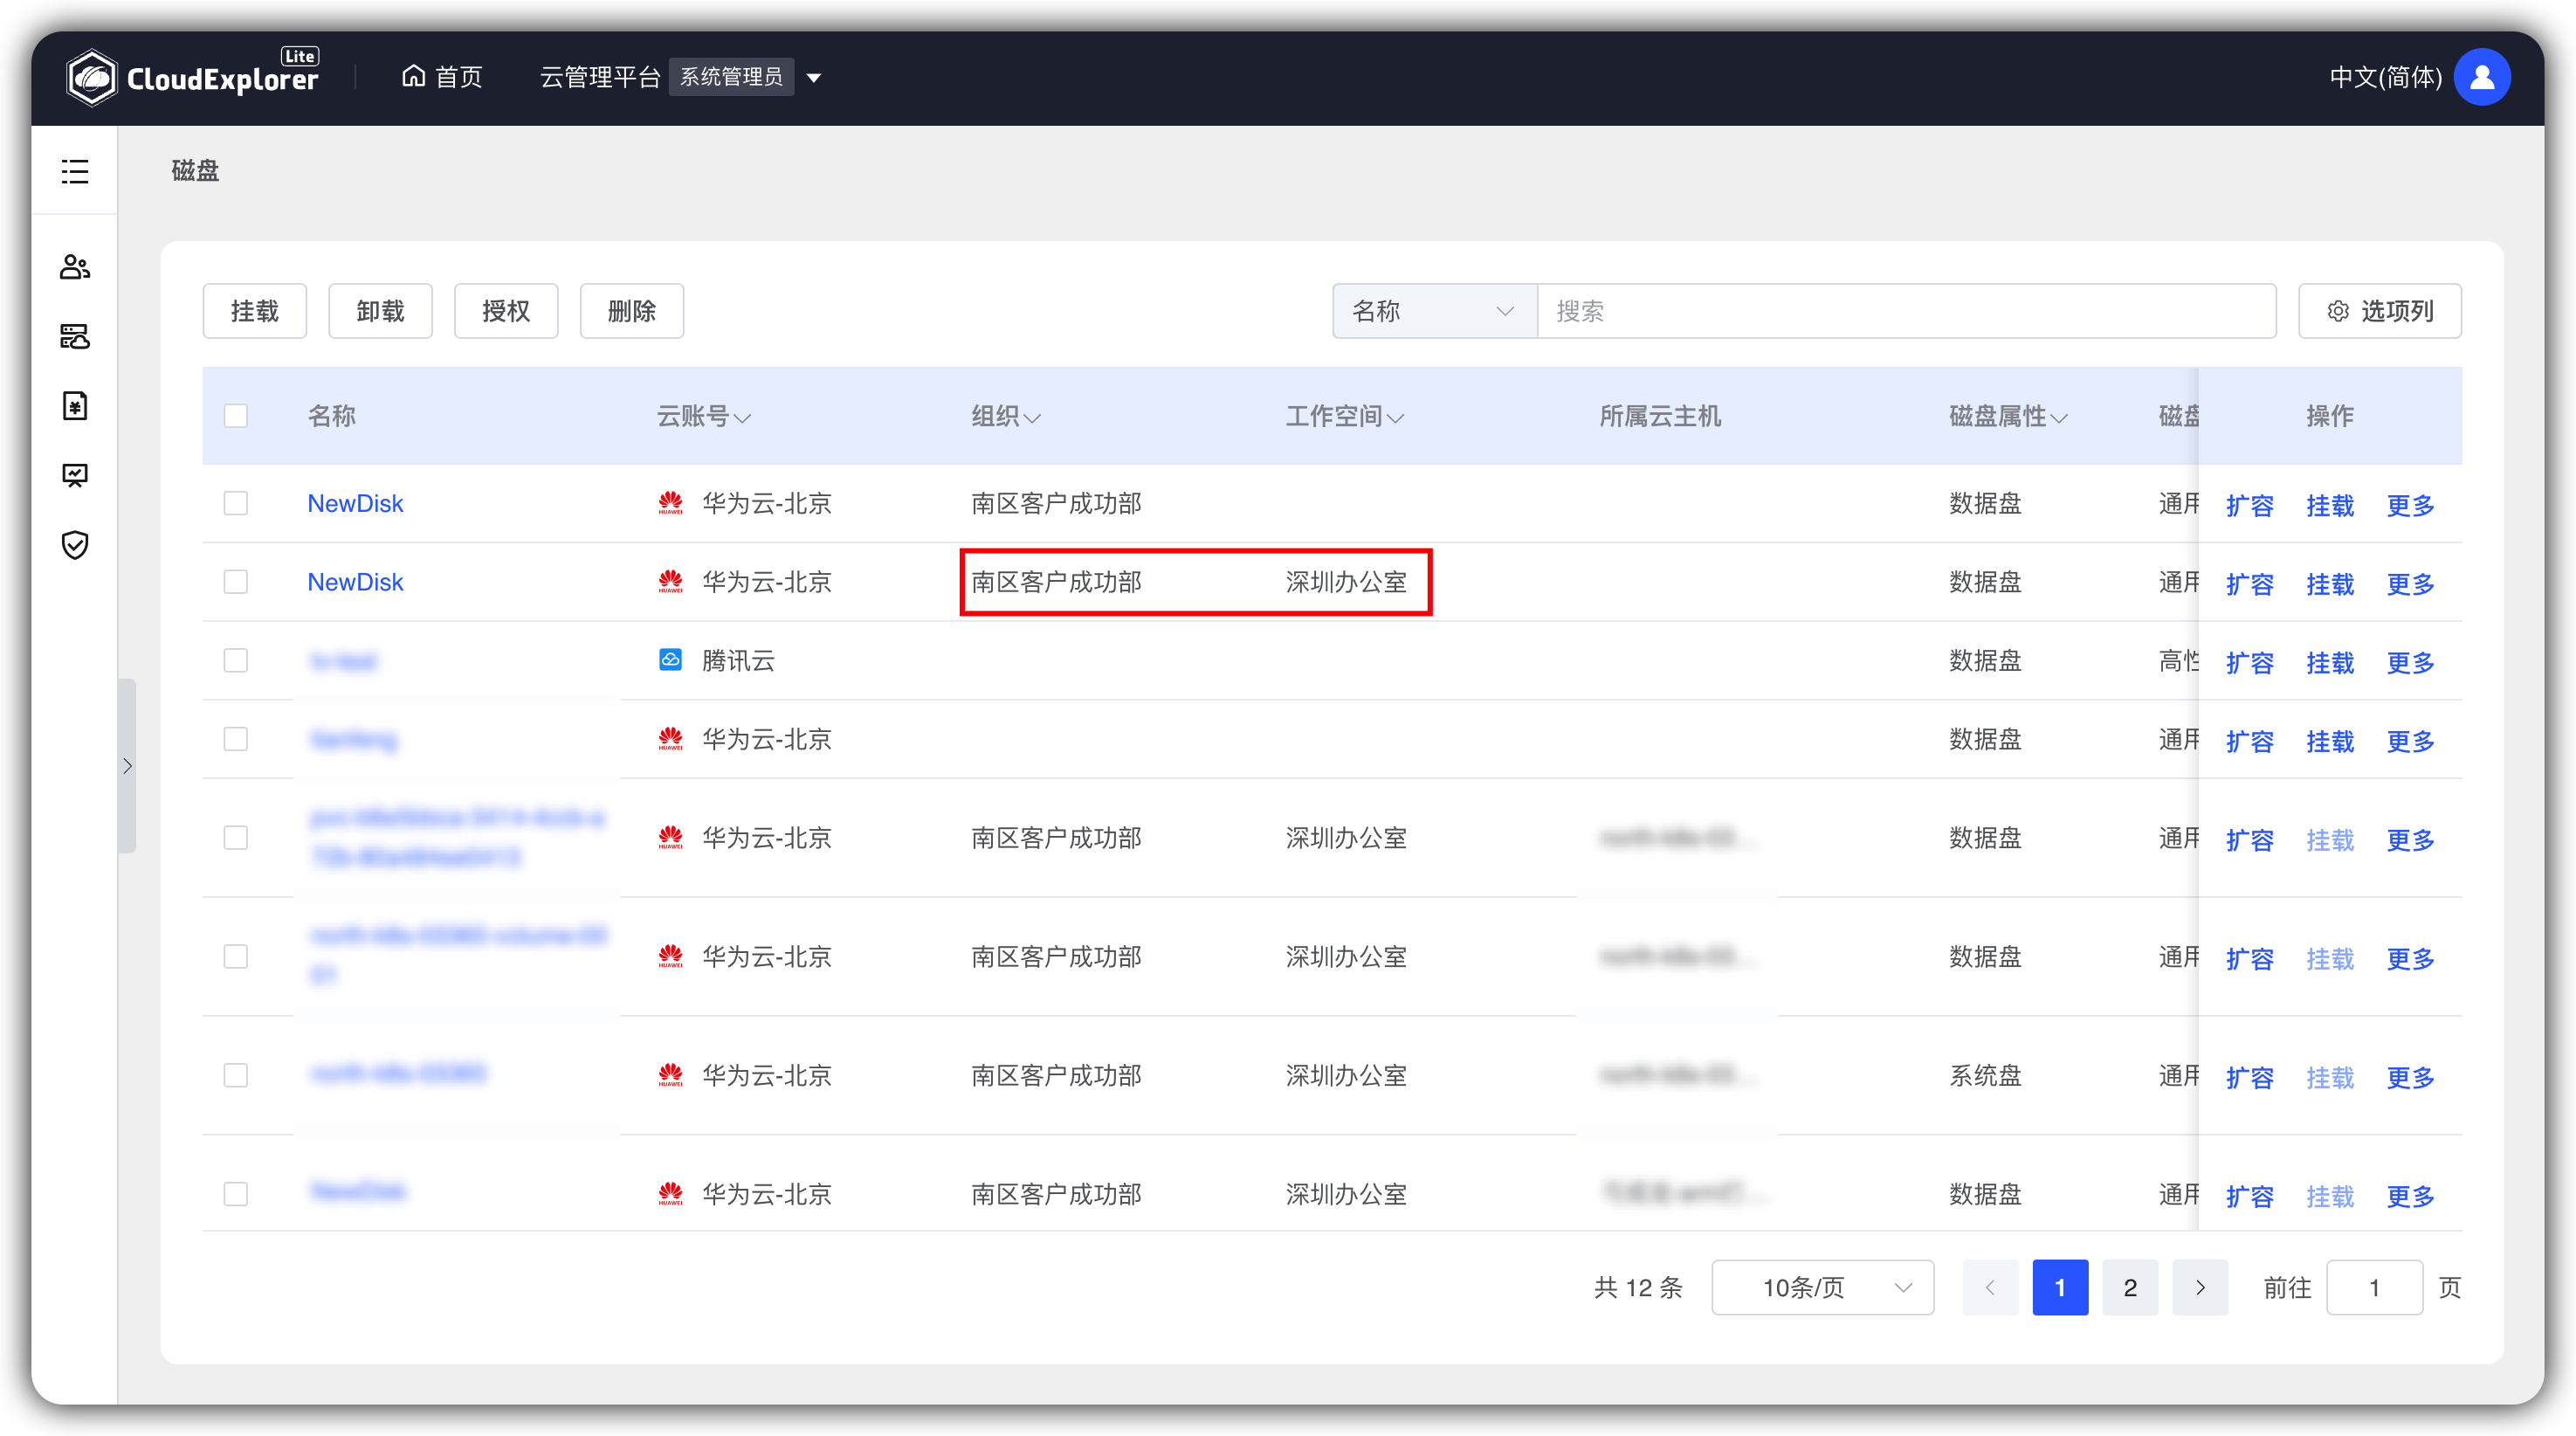 CloudExplorer Lite 首页 云管理平台 系统管理员 中文(简体)
磁盘
挂载 卸载 授权 删除 名称 搜索 选项列
名称 云账号 组织 工作空间 所属云主机 磁盘属性 磁盘 操作
NewDisk HUAWEI 华为云-北京 南区客户成功部 数据盘 通用 扩容 挂载 更多
NewDisk HUAWEI 华为云-北京 南区客户成功部 深圳办公室 数据盘 通用 扩容 挂载 更多
腾讯云 数据盘 高性 扩容 挂载 更多
HUAWEI 华为云-北京 数据盘 通用 扩容 挂载 更多
HUAWEI 华为云-北京 南区客户成功部 深圳办公室 数据盘 通用 扩容 挂载 更多
HUAWEI 华为云-北京 南区客户成功部 深圳办公室 数据盘 通用 扩容 挂载 更多
HUAWEI 华为云-北京 南区客户成功部 深圳办公室 系统盘 通用 扩容 挂载 更多
HUAWEI 华为云-北京 南区客户成功部 深圳办公室 数据盘 通用 扩容 挂载 更多
共 12 条 10条/页 1 2 前往 1 页